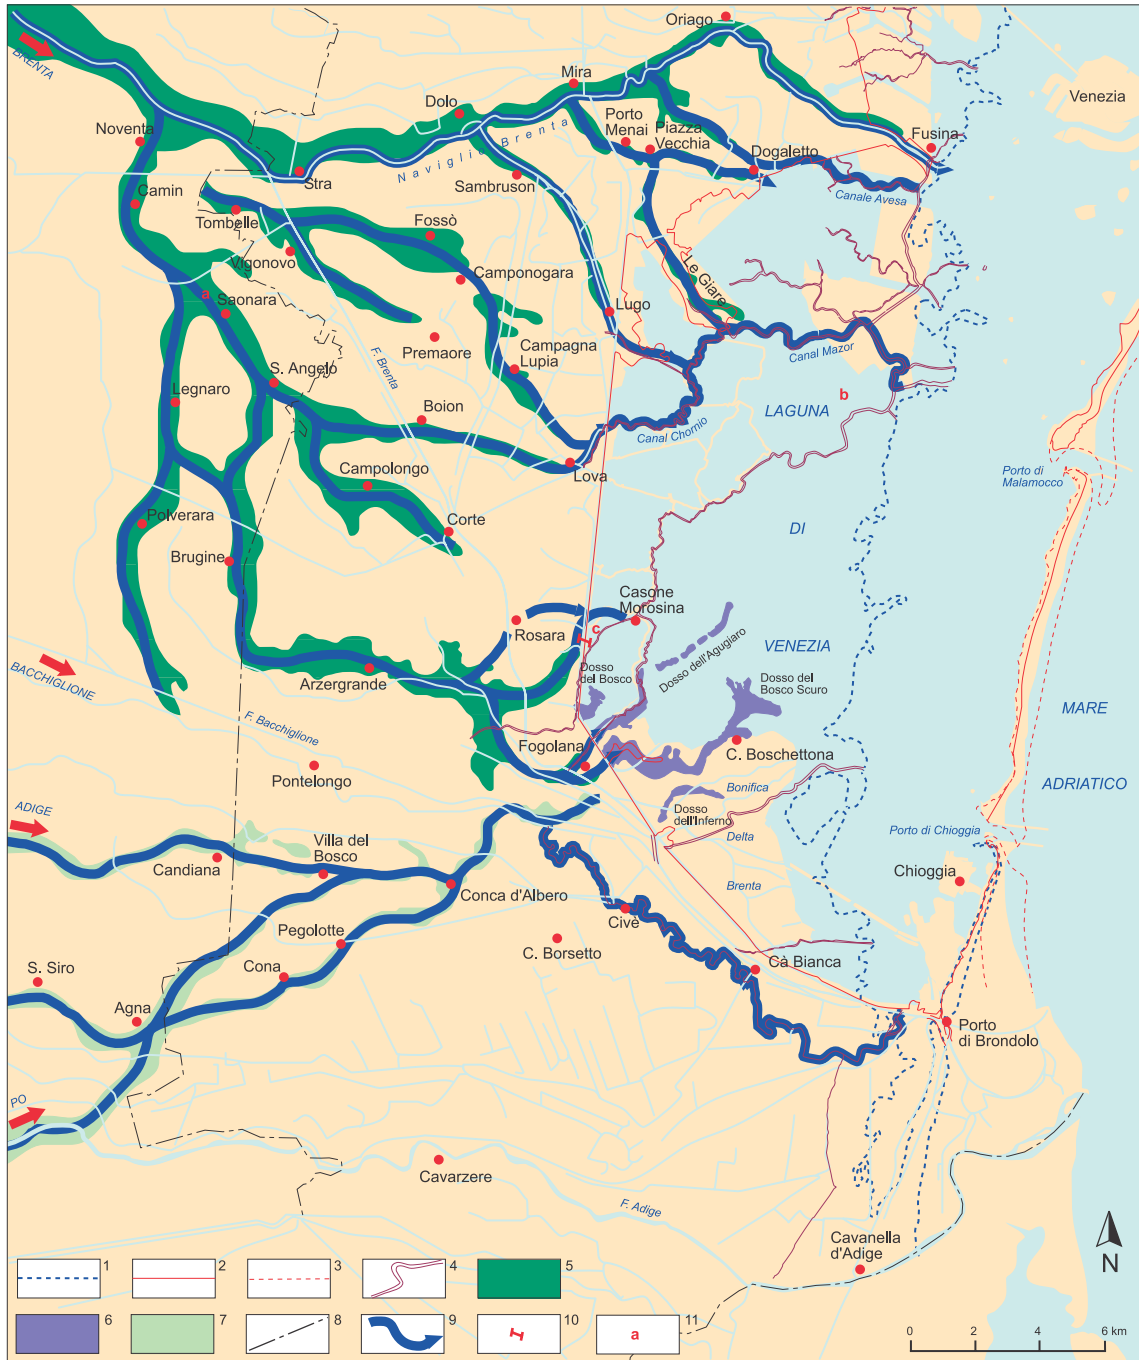 Oriago
BRENTA
Mira
Venezia
Dolo
Noventa
Porto
Menai
Piazza
Vecchia
Fusina
Naviglio Brenta
Dogaletto
Stra
Sambruson
Camin
Canale Avesa
Tombelle
Fossò
Vigonovo
Camponogara
Le Giare
a
Saonara
Lugo
Premaore
F. Brenta
Canal Mazor
Campagna
Lupia
S. Angelo
Legnaro
b
LAGUNA
Boion
Canal Chornio
Lova
Campolongo
Porto di
Malamocco
Polverara
Corte
DI
Brugine
Casone
Morosina
c
Rosara
VENEZIA
Dosso
del Bosco
Dosso dell'Agugiaro
BACCHIGLIONE
Arzergrande
Dosso del
Bosco Scuro
MARE
F. Bacchiglione
Fogolana
C. Boschettona
Pontelongo
ADRIATICO
Bonifica
ADIGE
Dosso
dell'Inferno
Porto di Chioggia
Delta
Villa del
Bosco
Candiana
Chioggia
Brenta
Conca d'Albero
Civè
Pegolotte
C. Borsetto
Cà Bianca
S. Siro
Cona
Agna
Porto
di Brondolo
PO
Cavarzere
F. Adige
Cavanella
d'Adige
N
1
2
3
4
5
6
7
8
9
10
a
11
0 2 4 6 km